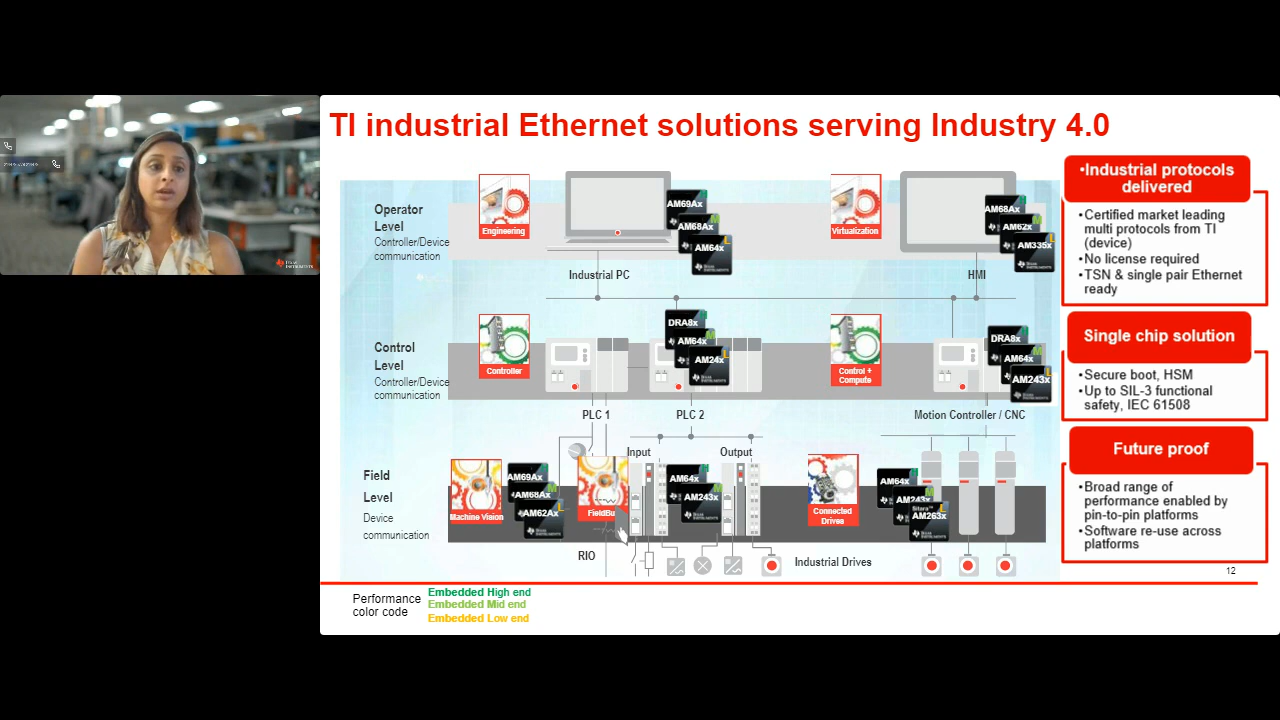 TI industrial Ethernet solutions serving Industry 4.0
Operator
Level
Controller/Device
communication
Engineering
AM69Ax
AM68Ax
AM64x
Industrial PC
Virtualization
AM68Ax
AM62x
AM335x
HMI
Control
Level
Controller/Device
communication
Controller
PLC 1
DRA8x
AM64x
AM24x
PLC 2
Control +
Compute
DRA8x
AM64x
AM243x
Motion Controller / CNC
Field
Level
Device
communication
Machine Vision
AM69Ax
AM68Ax
AM62Ax
FieldBu
RIO
Input
Output
AM64x
AM243x
Connected
Drives
AM64x
AM243x
Sitara™
AM263x
Industrial Drives
•Industrial protocols
delivered
•Certified market leading
multi protocols from TI
(device)
•No license required
•TSN & single pair Ethernet
ready
Single chip solution
•Secure boot, HSM
•Up to SIL-3 functional
safety, IEC 61508
Future proof
•Broad range of
performance enabled by
pin-to-pin platforms
•Software re-use across
platforms
12
Performance
color code
Embedded High end
Embedded Mid end
Embedded Low end